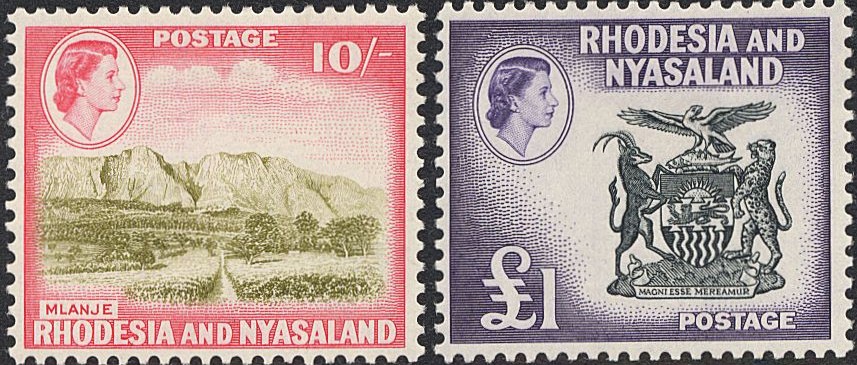 POSTAGE
10/-
MLANJE
RHODESIA AND NYASALAND
RHODESIA AND
NYASALAND
MAGNI ESSE MEREAMUR
£1
POSTAGE